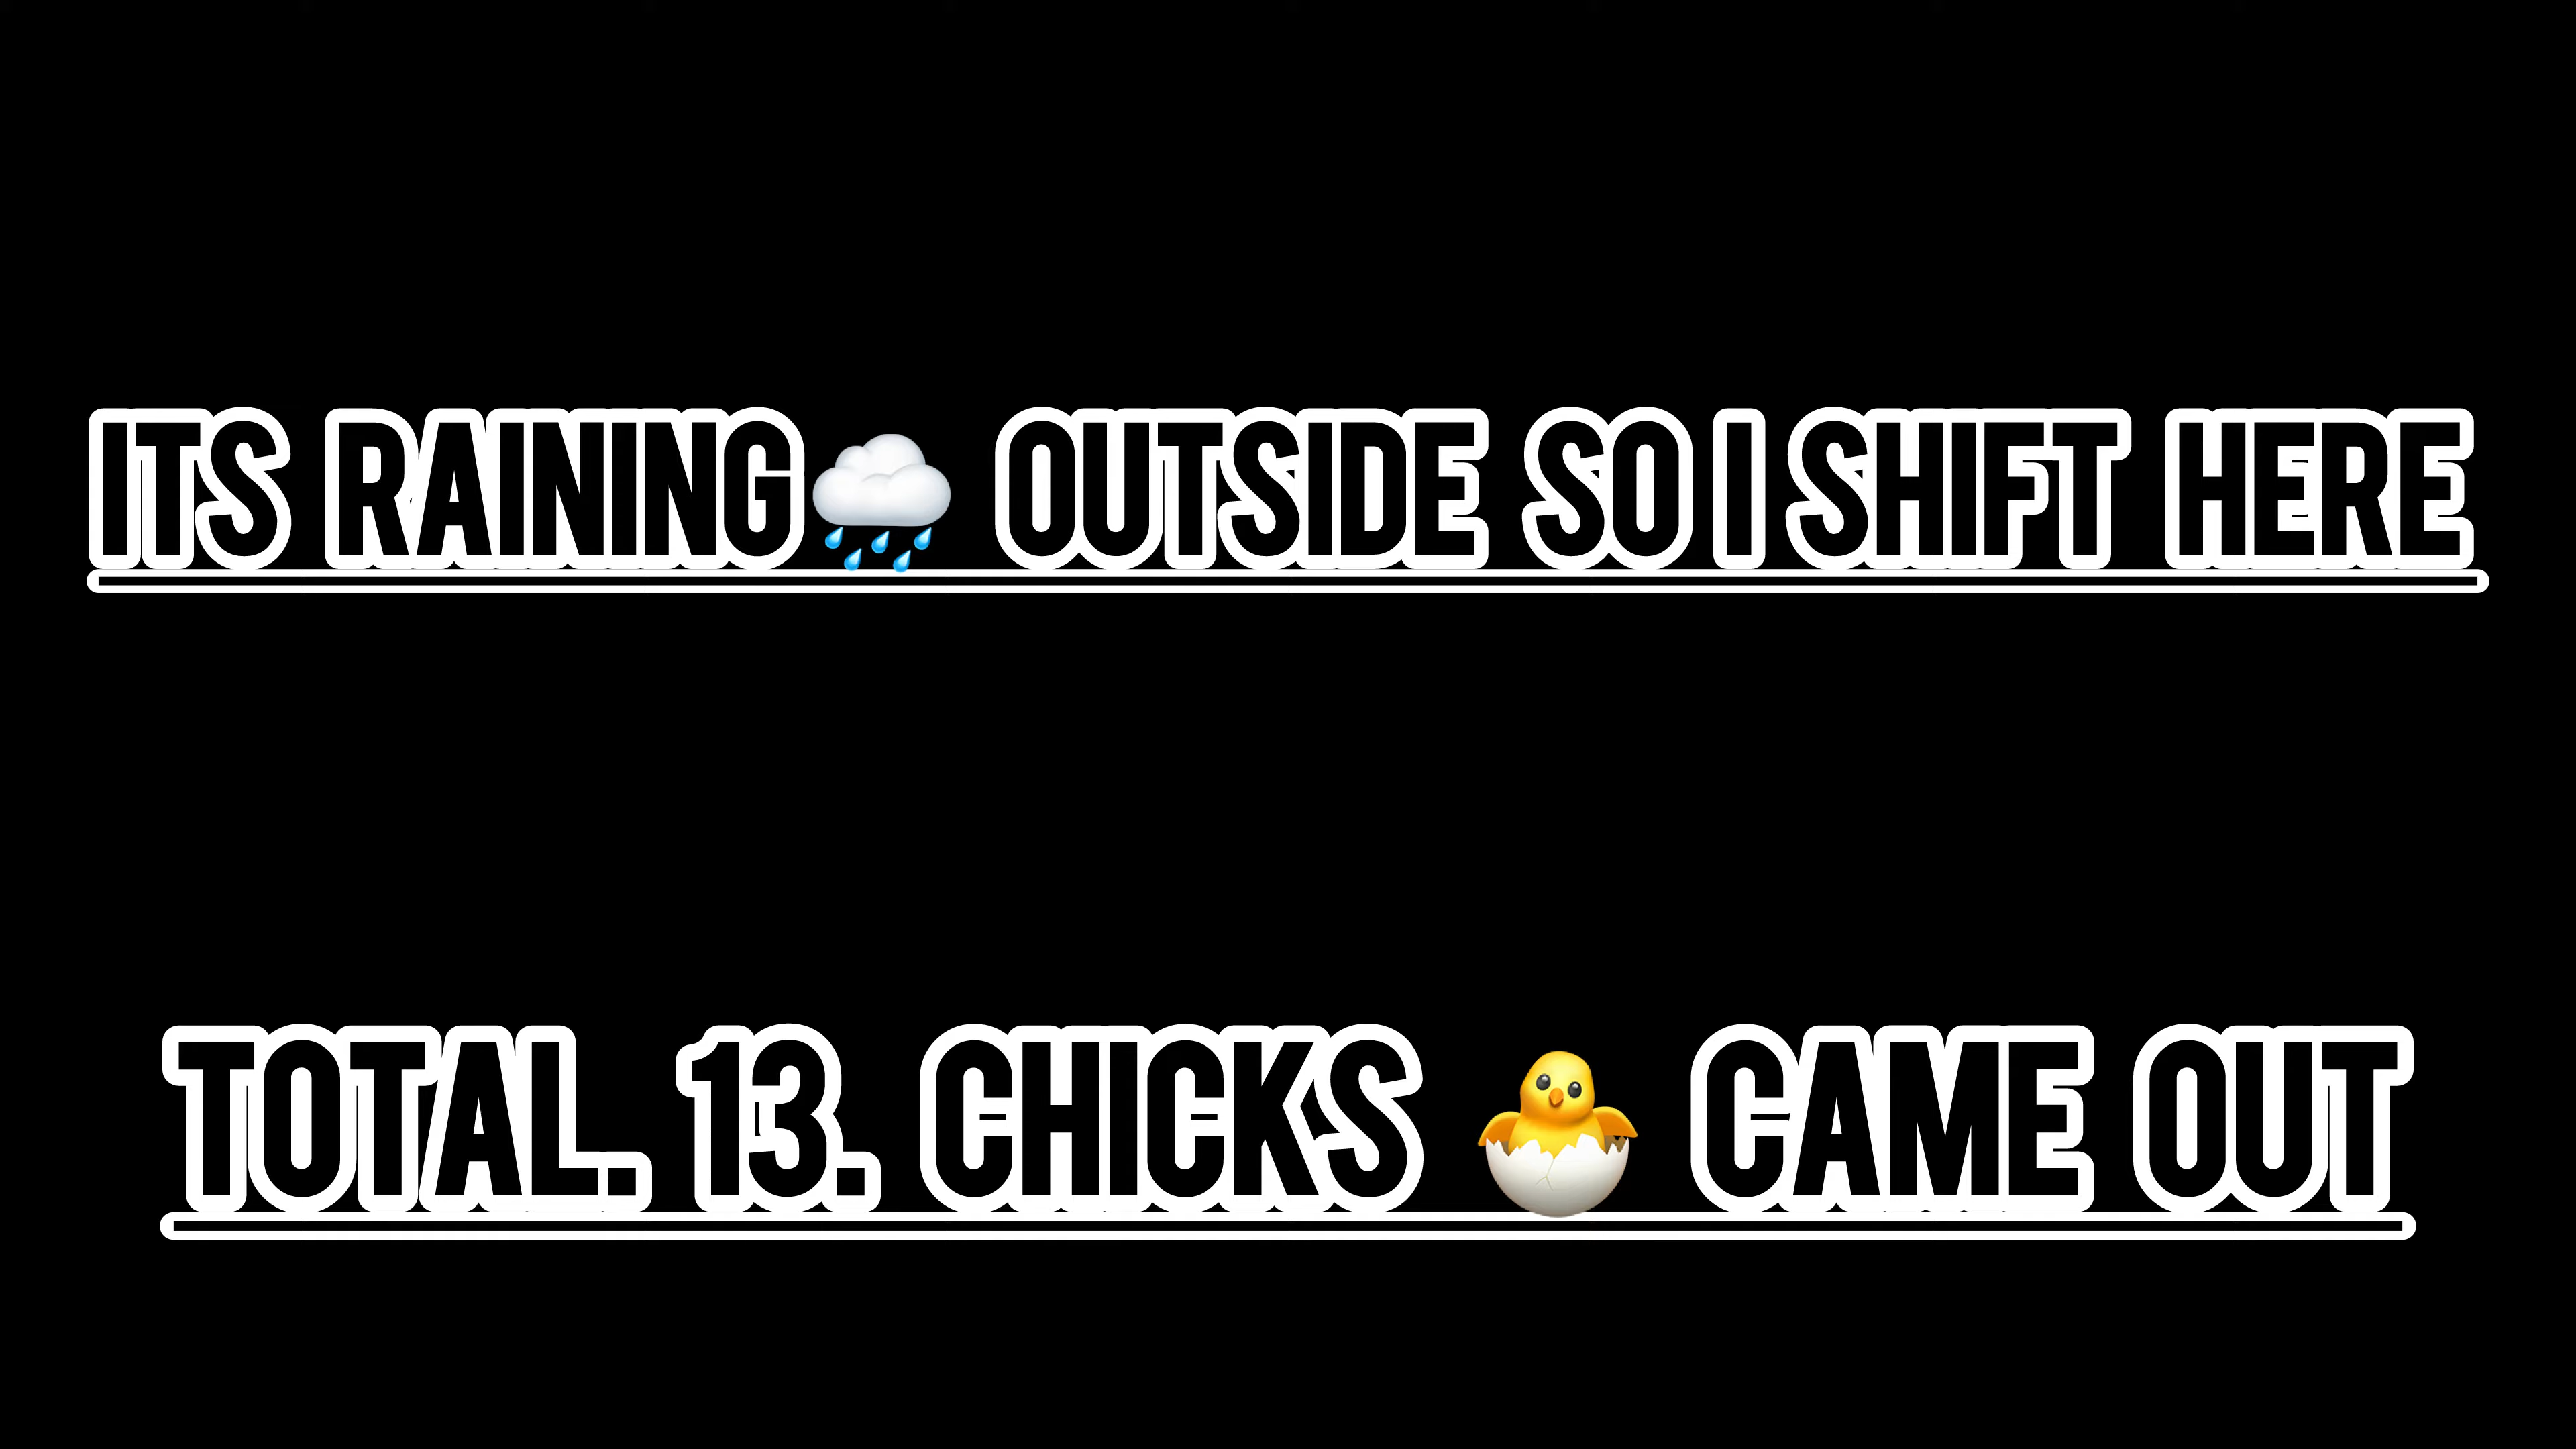 ITS RAINING🌧️ OUTSIDE SO I SHIFT HERE
TOTAL. 13. CHICKS 🐣 CAME OUT